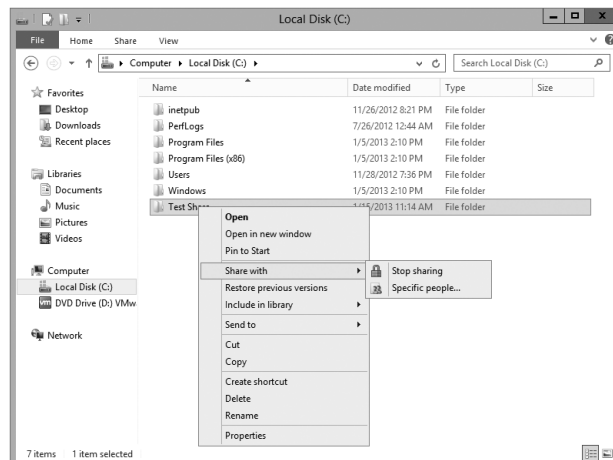 Local Disk (C:)
File Home Share View
Computer Local Disk (C:) Search Local Disk (C:)
Name Date modified Type Size
Favorites
Desktop
Downloads
Recent places
Libraries
Documents
Music
Pictures
Videos
Computer
Local Disk (C:)
vm DVD Drive (D:) VMw
Network
inetpub 11/26/2012 8:21 PM File folder
PerfLogs 7/26/2012 12:44 AM File folder
Program Files 1/5/2013 2:10 PM File folder
Program Files (x86) 1/5/2013 2:10 PM File folder
Users 11/28/2012 7:36 PM File folder
Windows 1/5/2013 2:10 PM File folder
Test Share 1/15/2013 11:14 AM File folder
Open
Open in new window
Pin to Start
Share with
Restore previous versions
Include in library
Send to
Cut
Copy
Create shortcut
Delete
Rename
Properties
Stop sharing
Specific people...
7 items 1 item selected